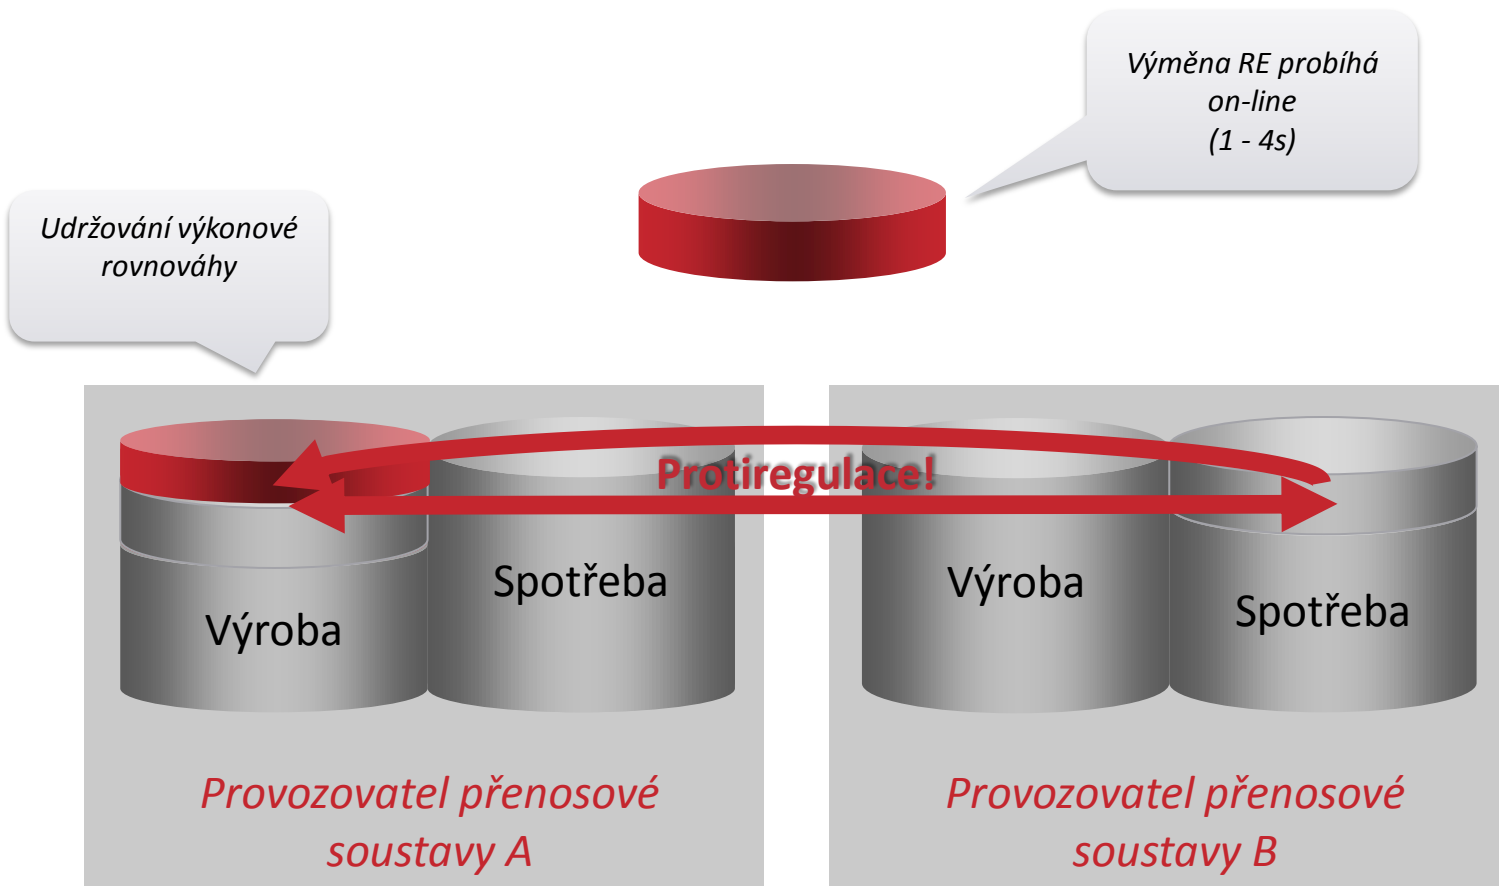 Výměna RE probíhá
on-line
(1 - 4s)
Udržování výkonové
rovnováhy
Protiregulace!
Výroba
Spotřeba
Výroba
Spotřeba
Provozovatel přenosové
soustavy A
Provozovatel přenosové
soustavy B